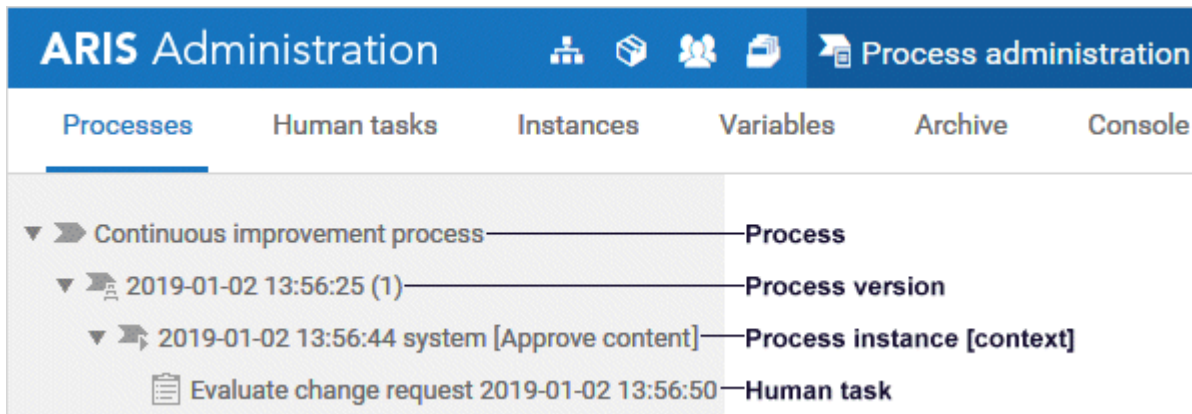 ARIS Administration Process administration
Processes Human tasks Instances Variables Archive Console
Continuous improvement process Process
2019-01-02 13:56:25 (1) Process version
2019-01-02 13:56:44 system [Approve content] Process instance [context]
Evaluate change request 2019-01-02 13:56:50 Human task